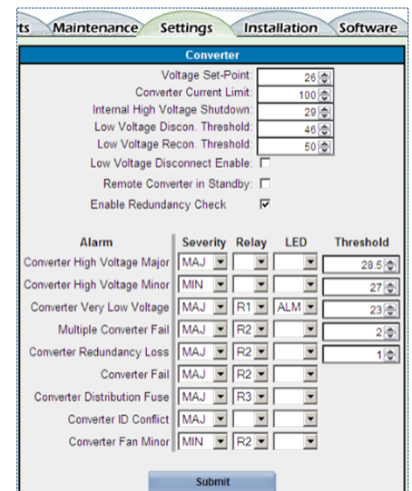 ts Maintenance Settings Installation Software
Converter
Voltage Set-Point: 26
Converter Current Limit: 100
Internal High Voltage Shutdown: 29
Low Voltage Discon. Threshold: 46
Low Voltage Recon. Threshold: 50
Low Voltage Disconnect Enable:
Remote Converter in Standby:
Enable Redundancy Check
Alarm Severity Relay LED Threshold
Converter High Voltage Major MAJ 28.5
Converter High Voltage Minor MIN 27
Converter Very Low Voltage MAJ R1 ALM 23
Multiple Converter Fail MAJ R2 2
Converter Redundancy Loss MAJ R2 1
Converter Fail MAJ R2
Converter Distribution Fuse MAJ R3
Converter ID Conflict MAJ
Converter Fan Minor MIN R2
Submit